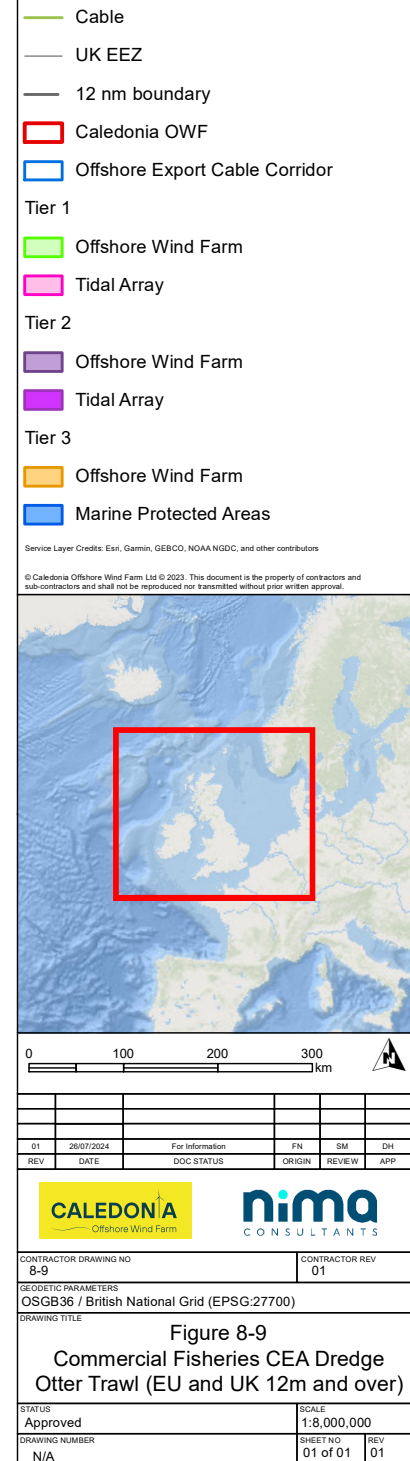 Cable
UK EEZ
12 nm boundary
Caledonia OWF
Offshore Export Cable Corridor
Tier 1
Offshore Wind Farm
Tidal Array
Tier 2
Offshore Wind Farm
Tidal Array
Tier 3
Offshore Wind Farm
Marine Protected Areas
Service Layer Credits: Esri, Garmin, GEBCO, NOAA NGDC, and other contributors
© Caledonia Offshore Wind Farm Ltd © 2023. This document is the property of contractors and
sub-contractors and shall not be reproduced nor transmitted without prior written approval.
0 100 200 300
km
N
01 26/07/2024 For Information FN SM DH
REV DATE DOC STATUS ORIGIN REVIEW APP
CALEDONIA
Offshore Wind Farm
nima
CONSULTANTS
CONTRACTOR DRAWING NO CONTRACTOR REV
8-9 01
GEODETIC PARAMETERS
OSGB36 / British National Grid (EPSG:27700)
DRAWING TITLE
Figure 8-9
Commercial Fisheries CEA Dredge
Otter Trawl (EU and UK 12m and over)
STATUS SCALE
Approved 1:8,000,000
DRAWING NUMBER SHEET NO REV
N/A 01 of 01 01